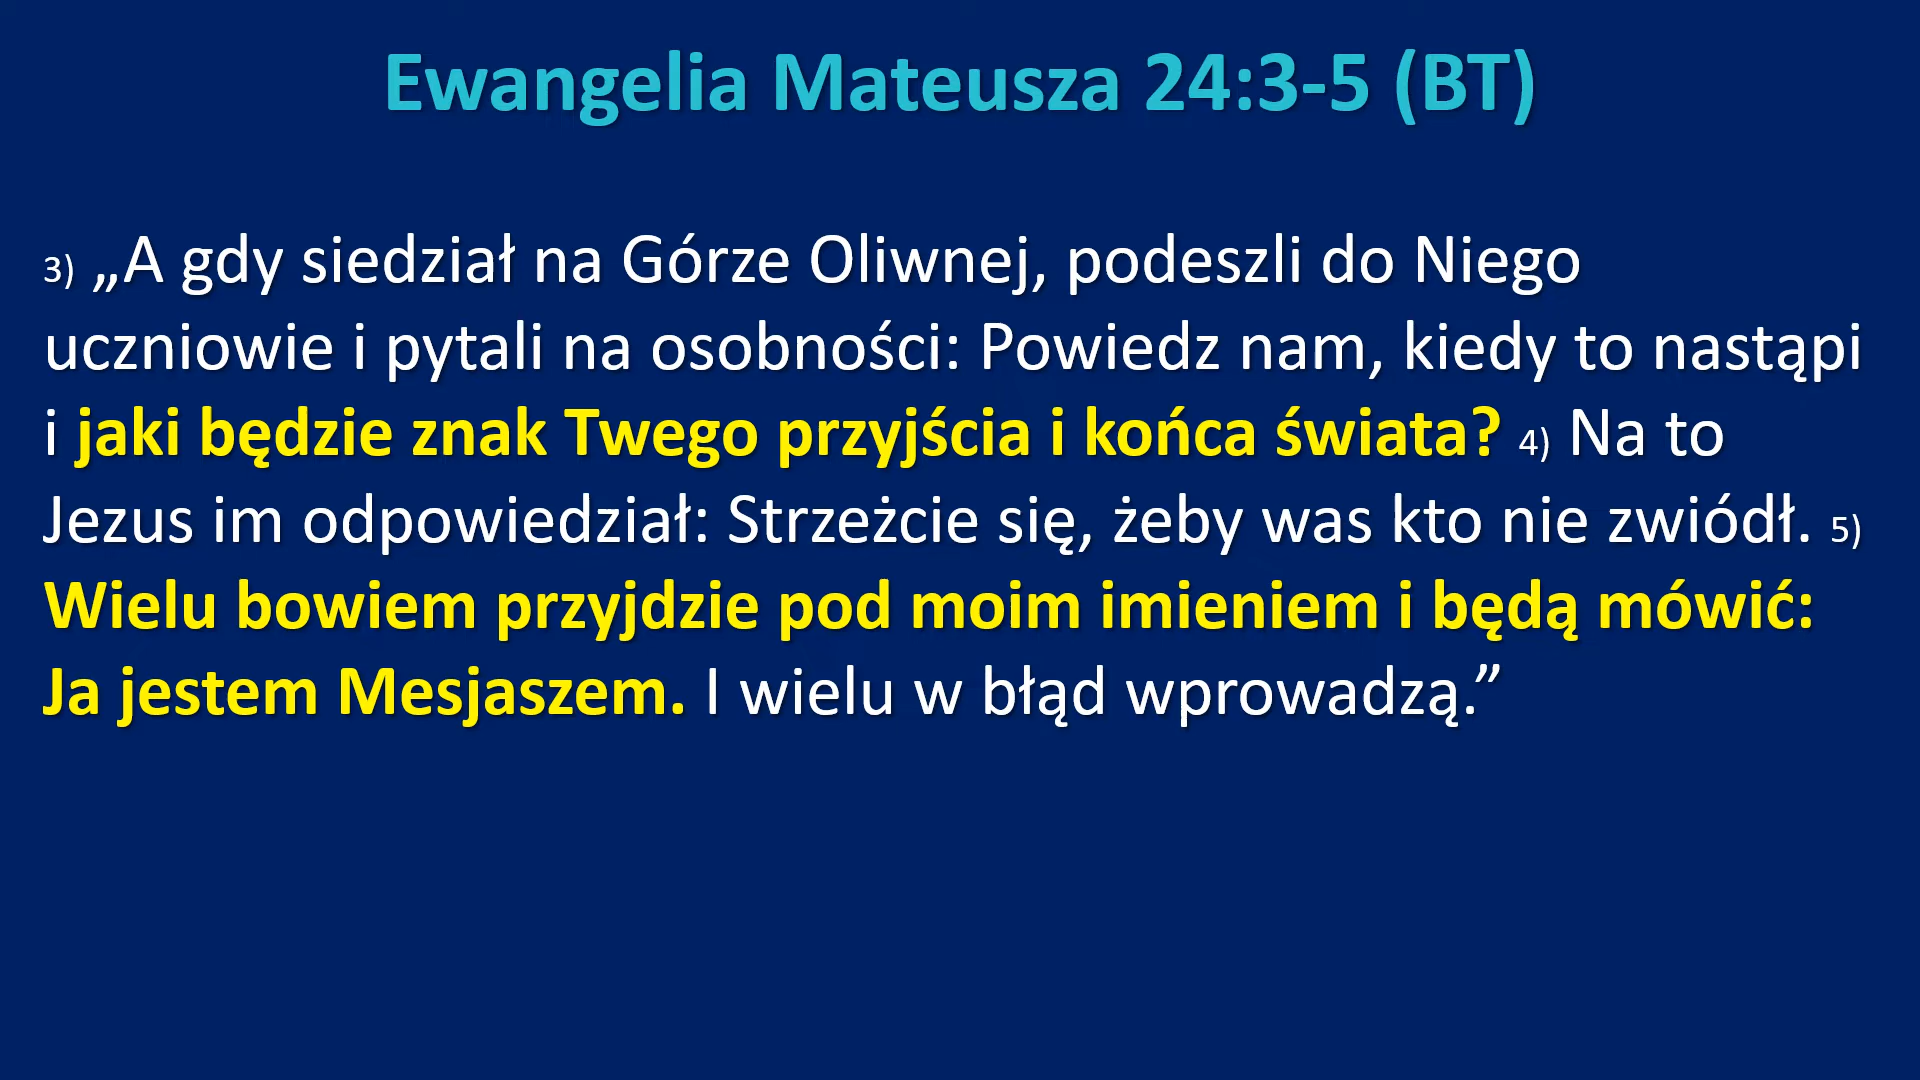 Ewangelia Mateusza 24:3-5 (BT)
3) „A gdy siedział na Górze Oliwnej, podeszli do Niego
uczniowie i pytali na osobności: Powiedz nam, kiedy to nastąpi
i jaki będzie znak Twego przyjścia i końca świata? 4) Na to
Jezus im odpowiedział: Strzeżcie się, żeby was kto nie zwiódł. 5)
Wielu bowiem przyjdzie pod moim imieniem i będą mówić:
Ja jestem Mesjaszem. I wielu w błąd wprowadzą.”